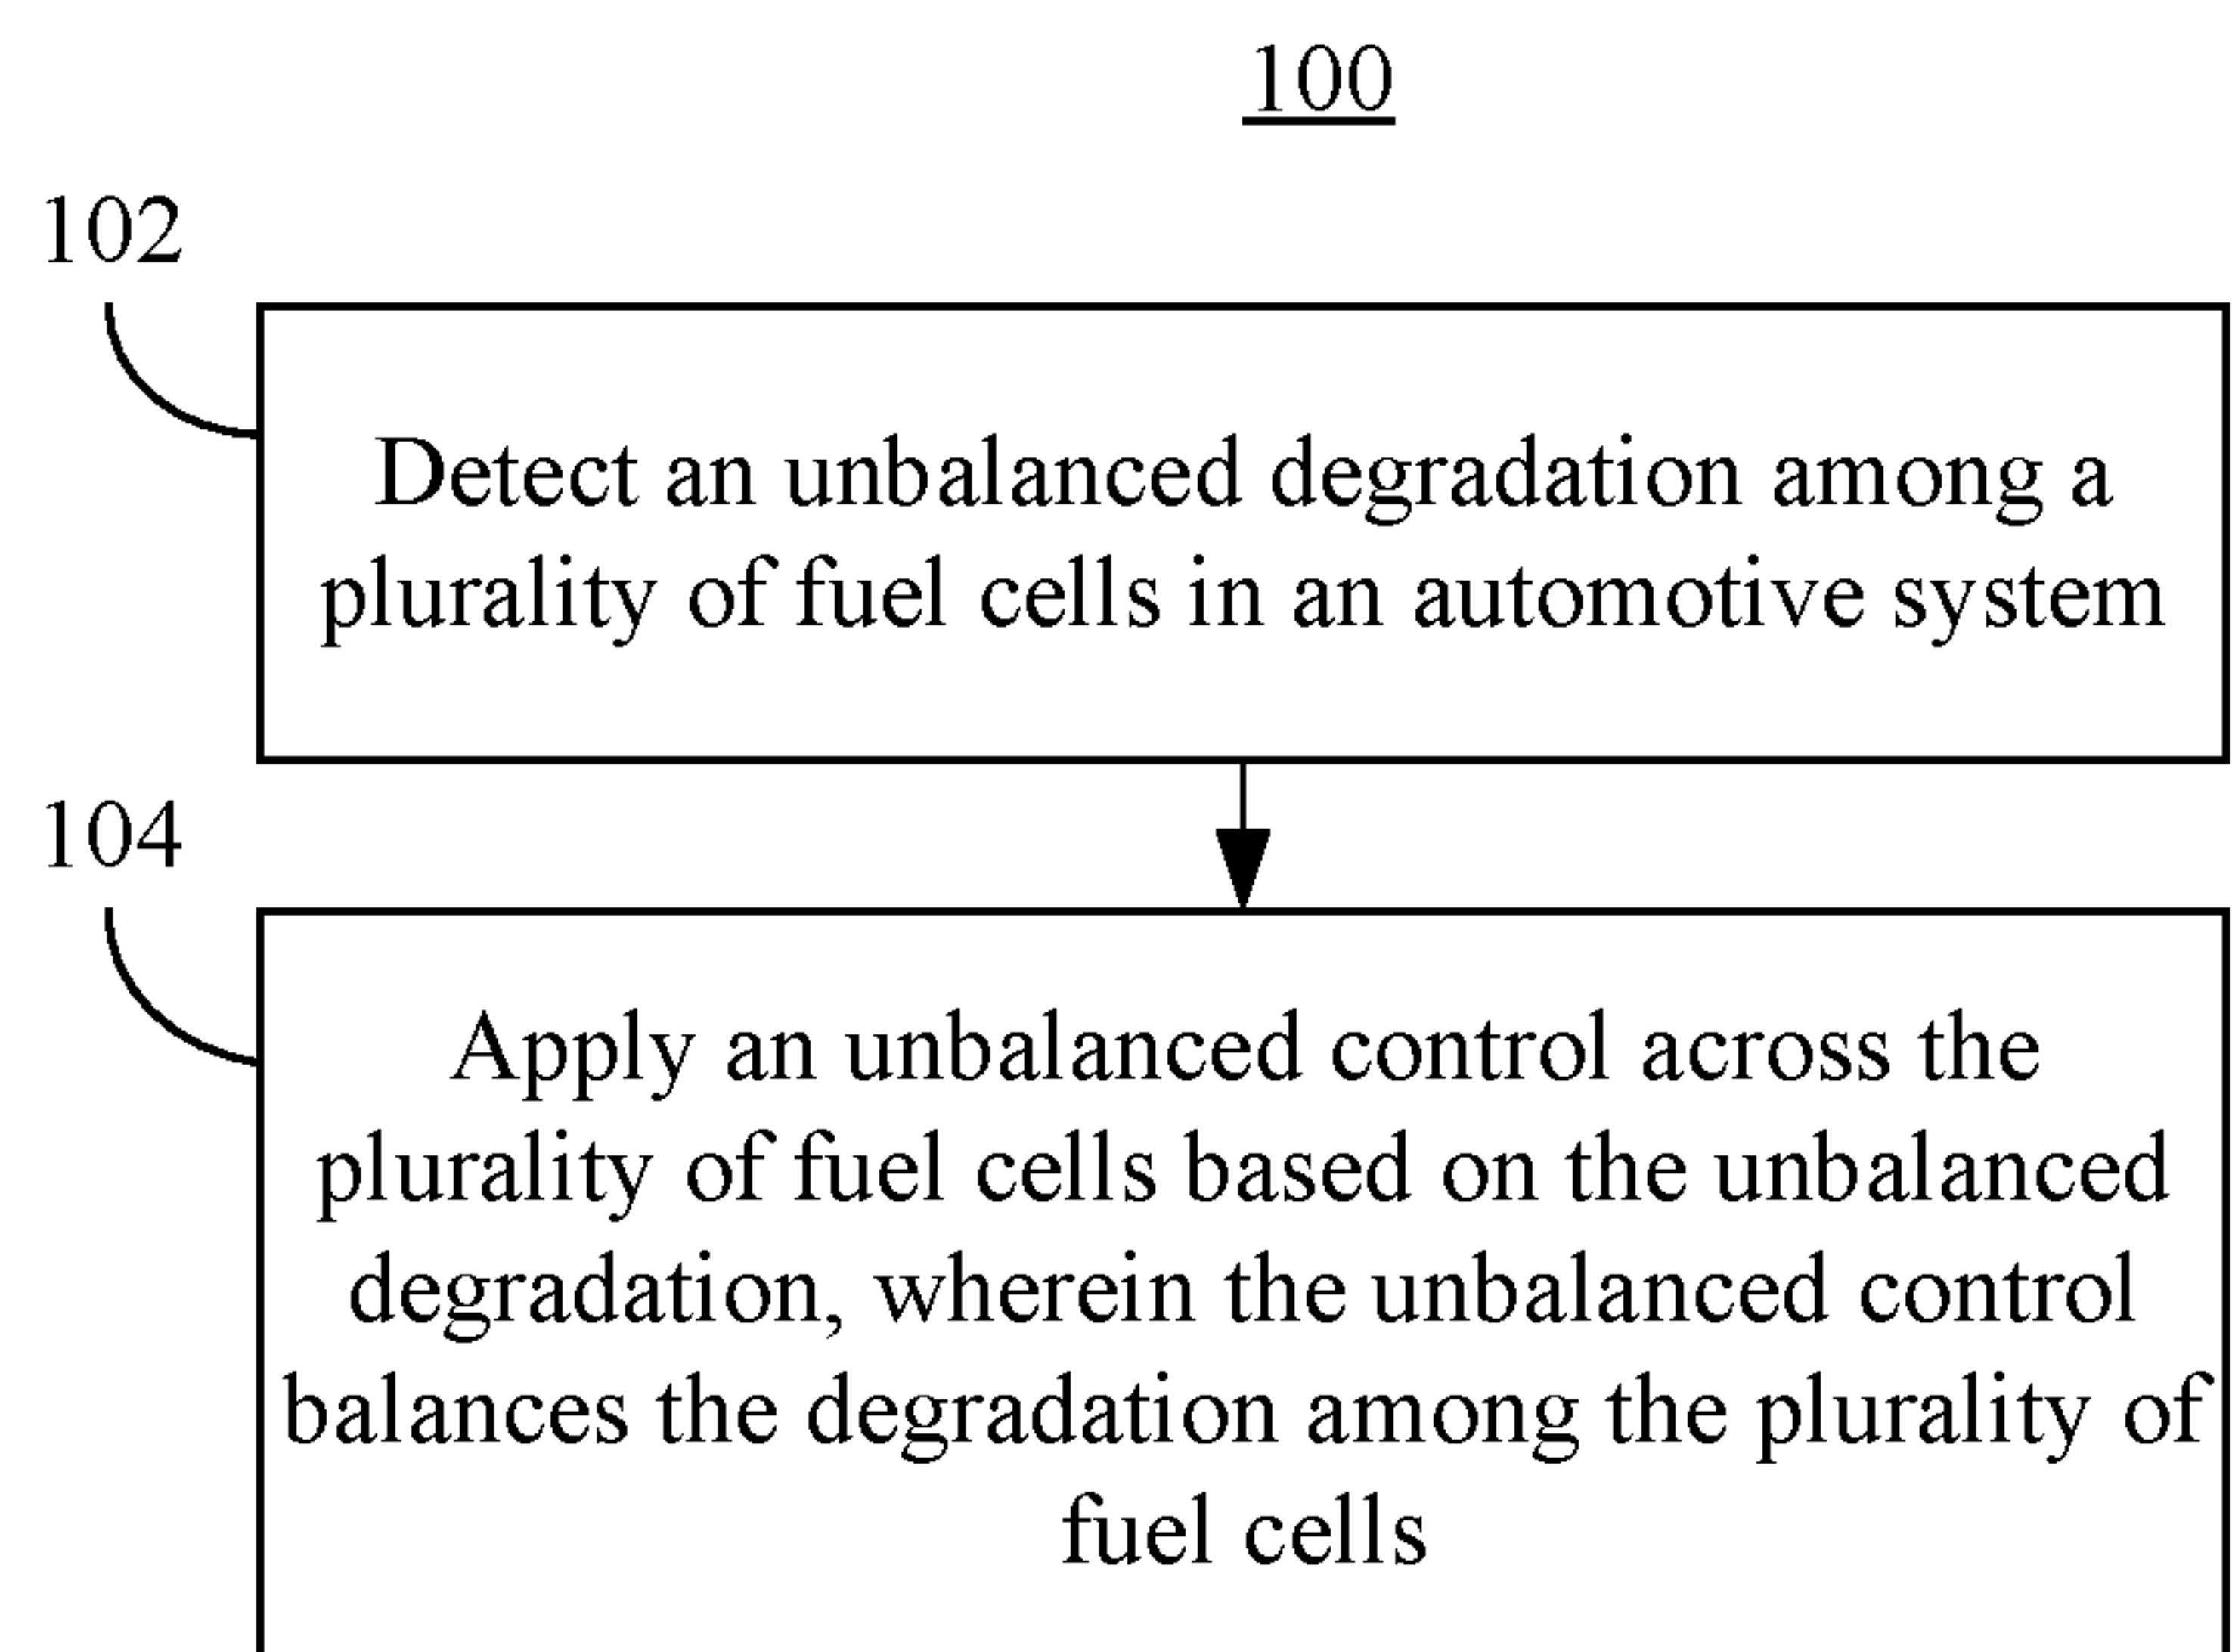 100
102
Detect an unbalanced degradation among a
plurality of fuel cells in an automotive system
104
Apply an unbalanced control across the
plurality of fuel cells based on the unbalanced
degradation, wherein the unbalanced control
balances the degradation among the plurality of
fuel cells